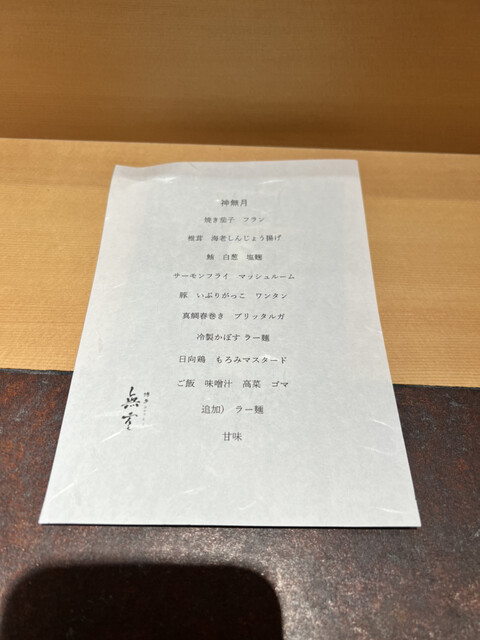 神無月
焼き茄子 フラン
椎茸 海老しんじょう揚げ
鮪 白葱 塩麹
サーモンフライ マッシュルーム
豚 いぶりがっこ ワンタン
真鯛春巻き ブリッタルガ
冷製かぼす ラー麺
日向鶏 もろみマスタード
ご飯 味噌汁 高菜 ゴマ
追加） ラー麺
甘味